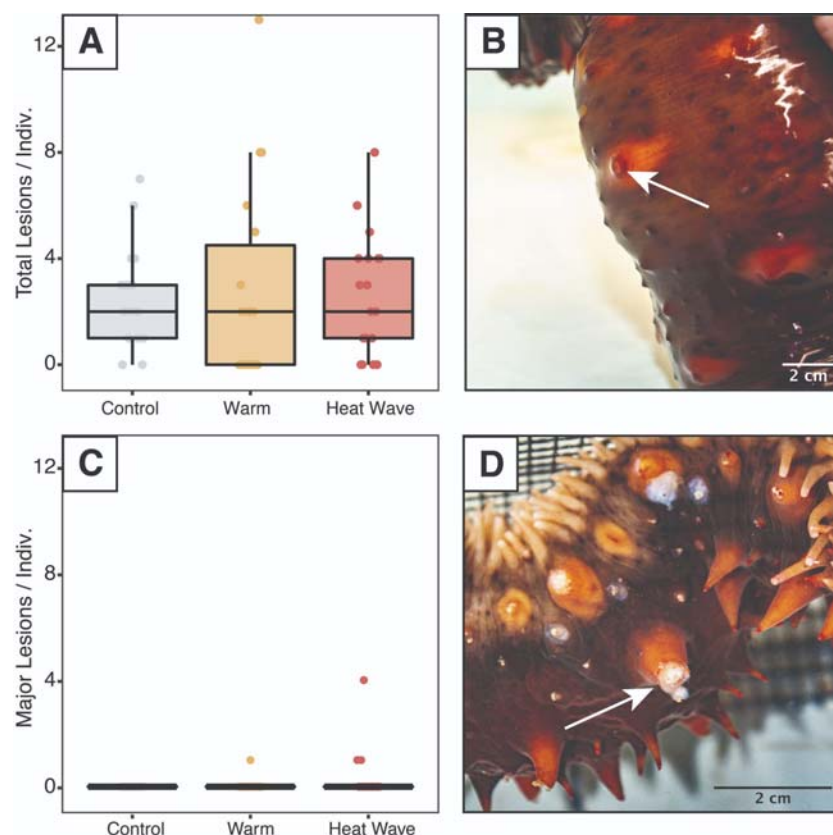 A
Total Lesions / Indiv.
12
8
4
0
Control Warm Heat Wave
B
2 cm
C
Major Lesions / Indiv.
12
8
4
0
Control Warm Heat Wave
D
2 cm